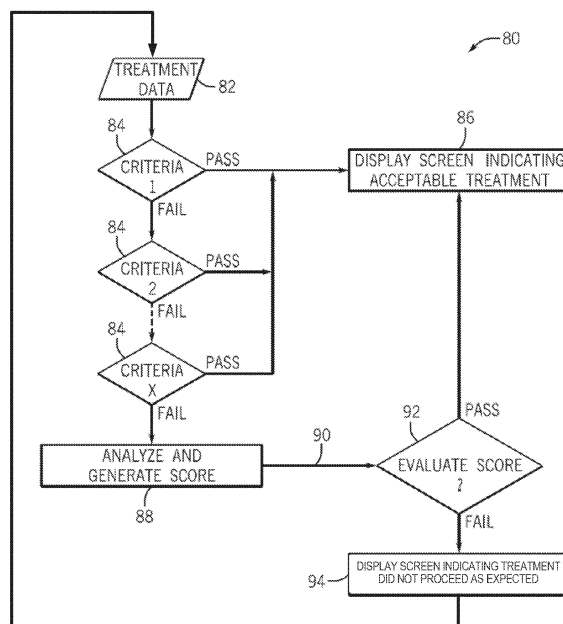 80
TREATMENT
DATA
82
84
CRITERIA
1
PASS
FAIL
86
DISPLAY SCREEN INDICATING
ACCEPTABLE TREATMENT
84
CRITERIA
2
PASS
FAIL
84
CRITERIA
X
PASS
FAIL
ANALYZE AND
GENERATE SCORE
88
90
92
PASS
EVALUATE SCORE
?
FAIL
DISPLAY SCREEN INDICATING TREATMENT
DID NOT PROCEED AS EXPECTED
94